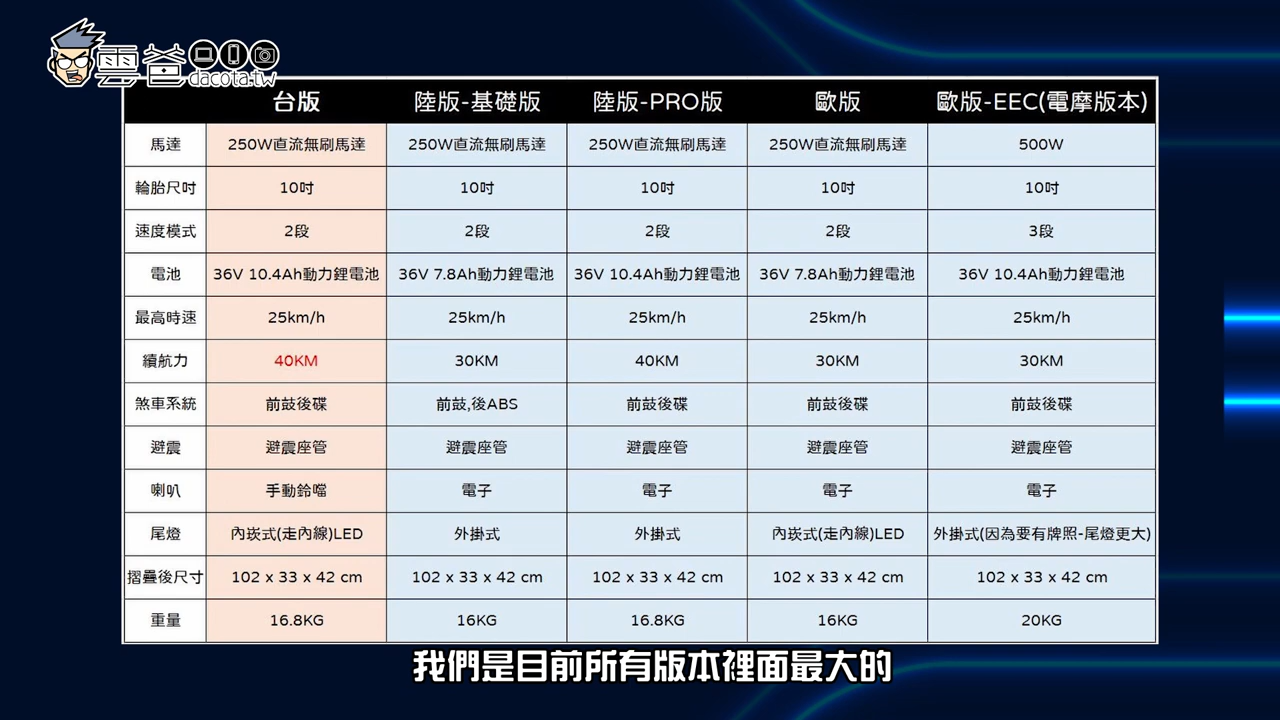 雲爸
dacota.tw
台版 陸版-基礎版 陸版-PRO版 歐版 歐版-EEC(電摩版本)
馬達 250W直流無刷馬達 250W直流無刷馬達 250W直流無刷馬達 250W直流無刷馬達 500W
輪胎尺吋 10吋 10吋 10吋 10吋 10吋
速度模式 2段 2段 2段 2段 3段
電池 36V 10.4Ah動力鋰電池 36V 7.8Ah動力鋰電池 36V 10.4Ah動力鋰電池 36V 7.8Ah動力鋰電池 36V 10.4Ah動力鋰電池
最高時速 25km/h 25km/h 25km/h 25km/h 25km/h
續航力 40KM 30KM 40KM 30KM 30KM
煞車系統 前鼓後碟 前鼓,後ABS 前鼓後碟 前鼓後碟 前鼓後碟
避震 避震座管 避震座管 避震座管 避震座管 避震座管
喇叭 手動鈴噹 電子 電子 電子 電子
尾燈 內崁式(走內線)LED 外掛式 外掛式 內崁式(走內線)LED 外掛式(因為要有牌照-尾燈更大)
摺疊後尺寸 102 x 33 x 42 cm 102 x 33 x 42 cm 102 x 33 x 42 cm 102 x 33 x 42 cm 102 x 33 x 42 cm
重量 16.8KG 16KG 16.8KG 16KG 20KG
我們是目前所有版本裡面最大的